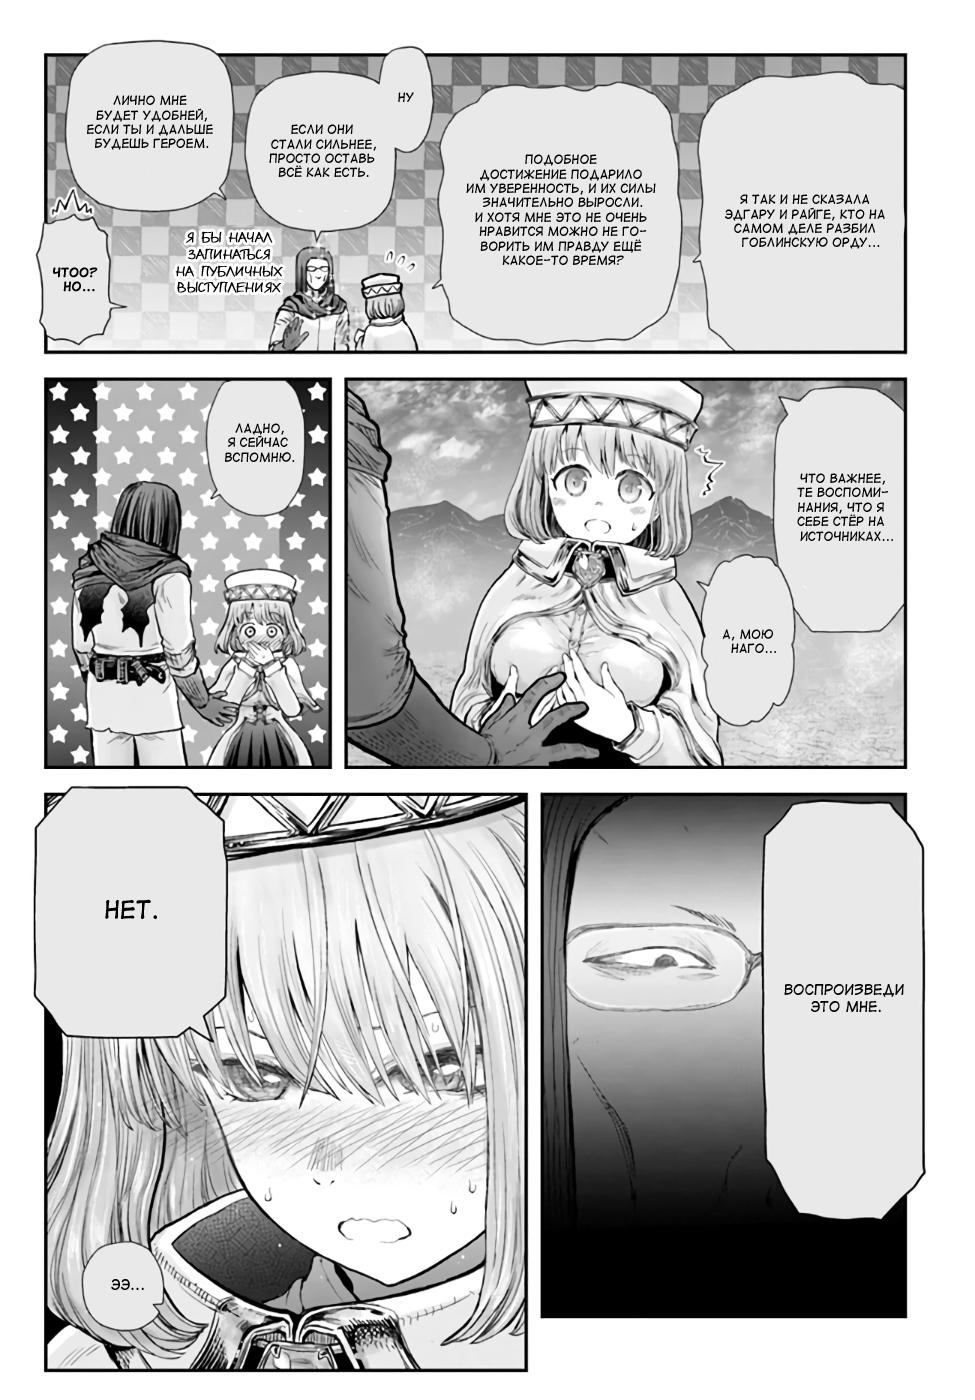 Я ТАК И НЕ СКАЗАЛА
ЭДГАРУ И РАЙГЕ, КТО НА
САМОМ ДЕЛЕ РАЗБИЛ
ГОБЛИНСКУЮ ОРДУ...
ПОДОБНОЕ
ДОСТИЖЕНИЕ ПОДАРИЛО
ИМ УВЕРЕННОСТЬ, И ИХ СИЛЫ
ЗНАЧИТЕЛЬНО ВЫРОСЛИ.
И ХОТЯ МНЕ ЭТО НЕ ОЧЕНЬ
НРАВИТСЯ МОЖНО НЕ ГО-
ВОРИТЬ ИМ ПРАВДУ ЕЩЁ
КАКОЕ-ТО ВРЕМЯ?
НУ
ЕСЛИ ОНИ
СТАЛИ СИЛЬНЕЕ,
ПРОСТО ОСТАВЬ
ВСЁ КАК ЕСТЬ.
ЛИЧНО МНЕ
БУДЕТ УДОБНЕЙ,
ЕСЛИ ТЫ И ДАЛЬШЕ
БУДЕШЬ ГЕРОЕМ.
Я БЫ НАЧАЛ
ЗАПИНАТЬСЯ
НА ПУБЛИЧНЫХ
ВЫСТУПЛЕНИЯХ
ЧТОО?
НО...
ЧТО ВАЖНЕЕ,
ТЕ ВОСПОМИ-
НАНИЯ, ЧТО Я
СЕБЕ СТЁР НА
ИСТОЧНИКАХ...
А, МОЮ
НАГО...
ЛАДНО,
Я СЕЙЧАС
ВСПОМНЮ.
ВОСПРОИЗВЕДИ
ЭТО МНЕ.
НЕТ.
ЭЭ...